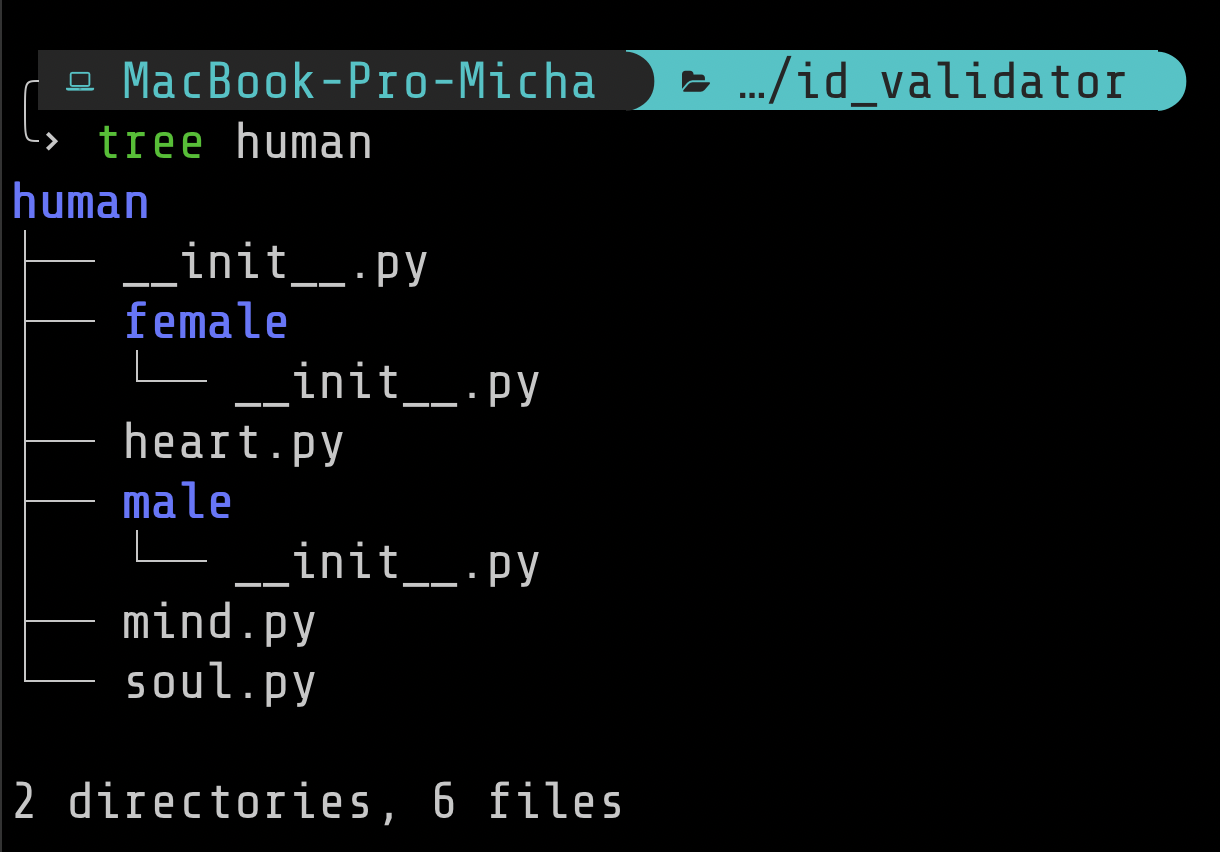 MacBook-Pro-Micha …/id_validator
› tree human
human
├── __init__.py
├── female
│   └── __init__.py
├── heart.py
├── male
│   └── __init__.py
├── mind.py
└── soul.py
2 directories, 6 files